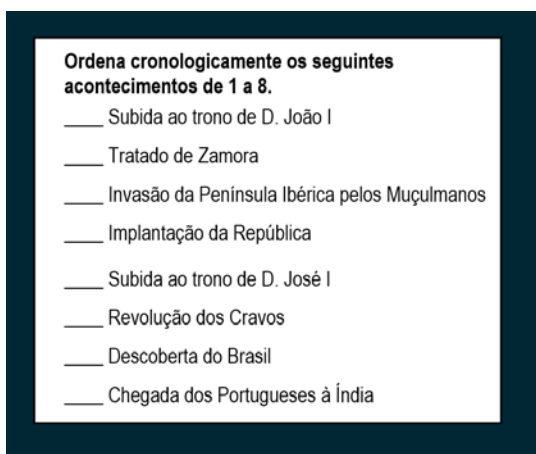 Ordena cronologicamente os seguintes
acontecimentos de 1 a 8.
____ Subida ao trono de D. João I
____ Tratado de Zamora
____ Invasão da Península Ibérica pelos Muçulmanos
____ Implantação da República
____ Subida ao trono de D. José I
____ Revolução dos Cravos
____ Descoberta do Brasil
____ Chegada dos Portugueses à Índia